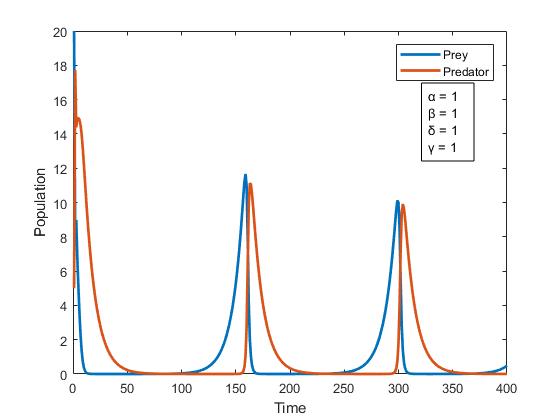 20
18
16
14
12
10
8
6
4
2
0
Population
Prey
Predator
α = 1
β = 1
δ = 1
γ = 1
0 50 100 150 200 250 300 350 400
Time